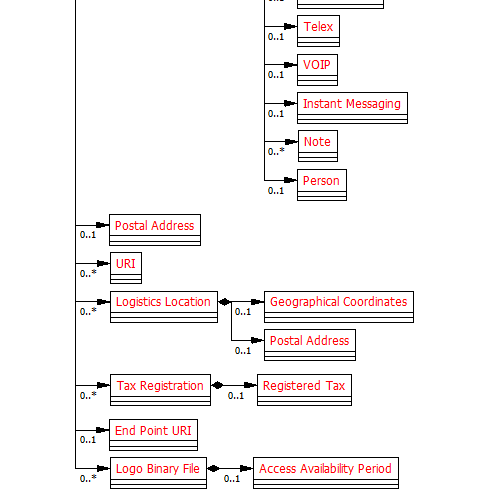 Telex
0..1
VOIP
0..1
Instant Messaging
0..1
Note
0..*
Person
0..1
Postal Address
0..1
URI
0..*
Logistics Location
0..*
Geographical Coordinates
0..1
Postal Address
0..1
Tax Registration
0..*
Registered Tax
0..1
End Point URI
0..1
Logo Binary File
0..*
Access Availability Period
0..1